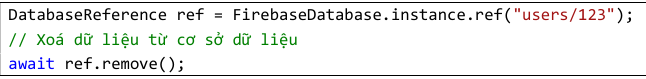 DatabaseReference ref = FirebaseDatabase.instance.ref("users/123");
// Xoá dữ liệu từ cơ sở dữ liệu
await ref.remove();